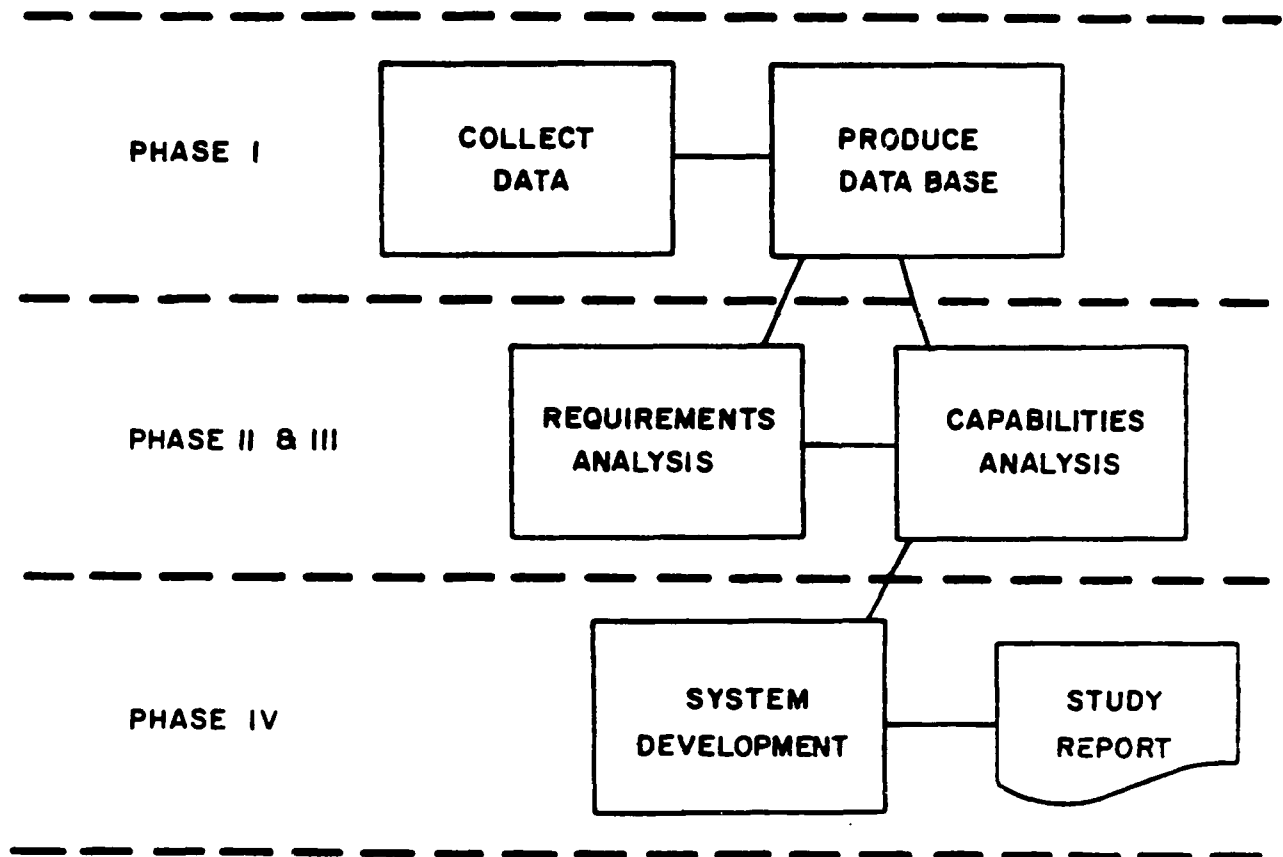 PHASE I
COLLECT
DATA
PRODUCE
DATA BASE
PHASE II & III
REQUIREMENTS
ANALYSIS
CAPABILITIES
ANALYSIS
PHASE IV
SYSTEM
DEVELOPMENT
STUDY
REPORT